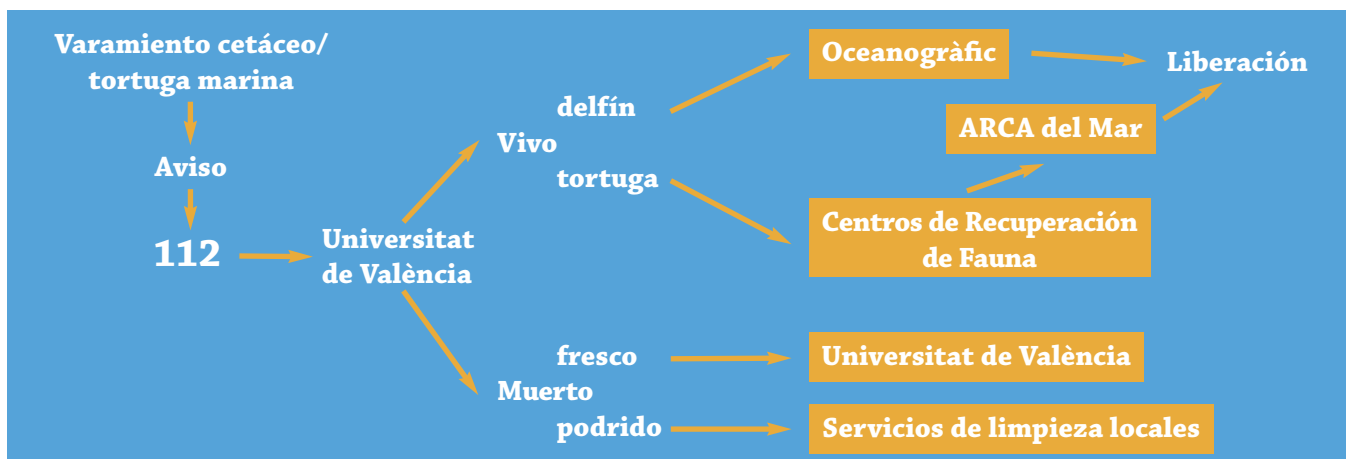 Varamiento cetáceo/
tortuga marina
Aviso
112
Universitat
de València
Vivo
delfín
tortuga
Oceanogràfic
Liberación
ARCA del Mar
Centros de Recuperación
de Fauna
Muerto
fresco
podrido
Universitat de València
Servicios de limpieza locales